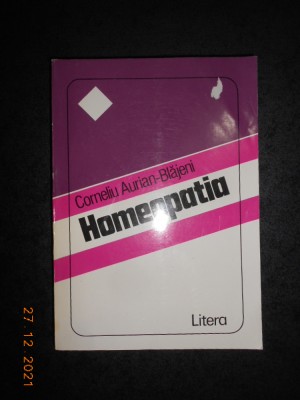 Corneliu Aurian-Blăjeni
Homeopatia
Litera
27.12.2021